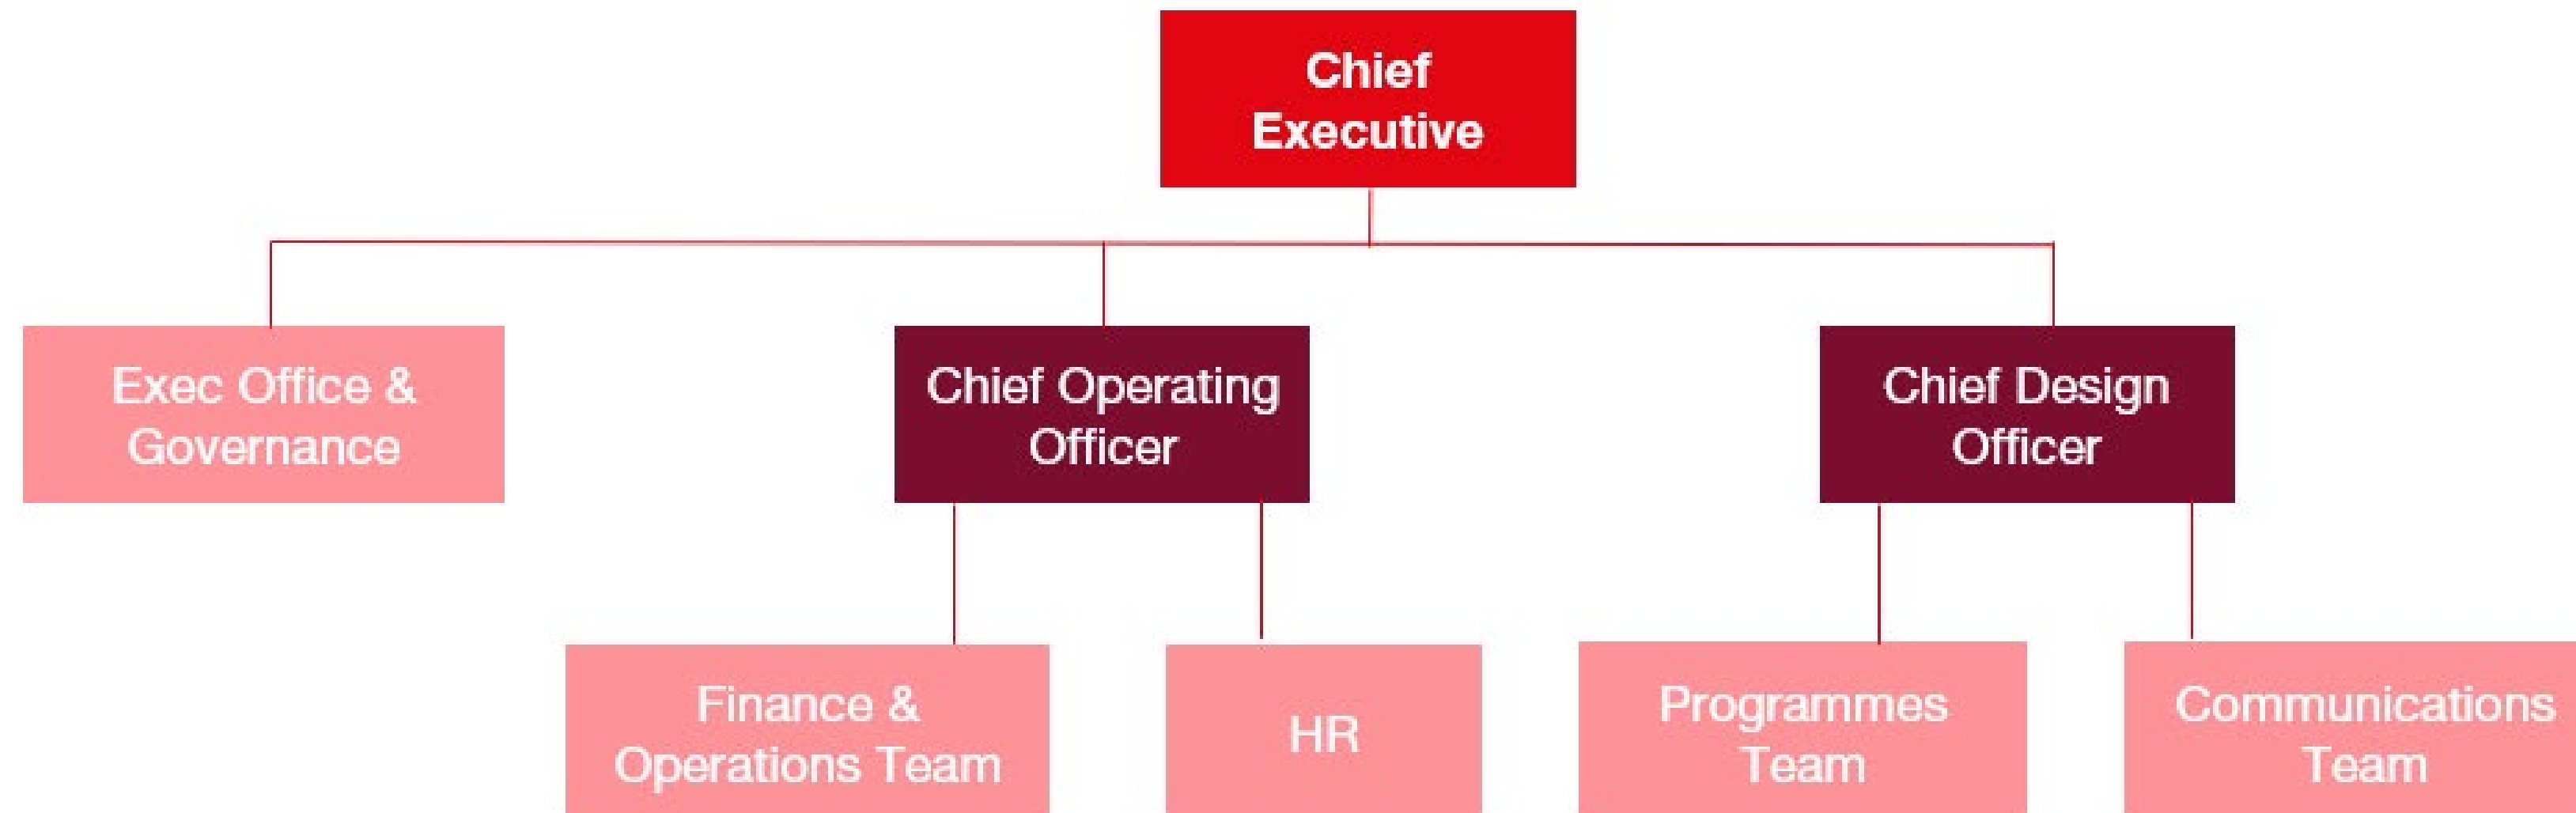 Chief
Executive
Exec Office &
Governance
Chief Operating
Officer
Chief Design
Officer
Finance &
Operations Team
HR
Programmes
Team
Communications
Team